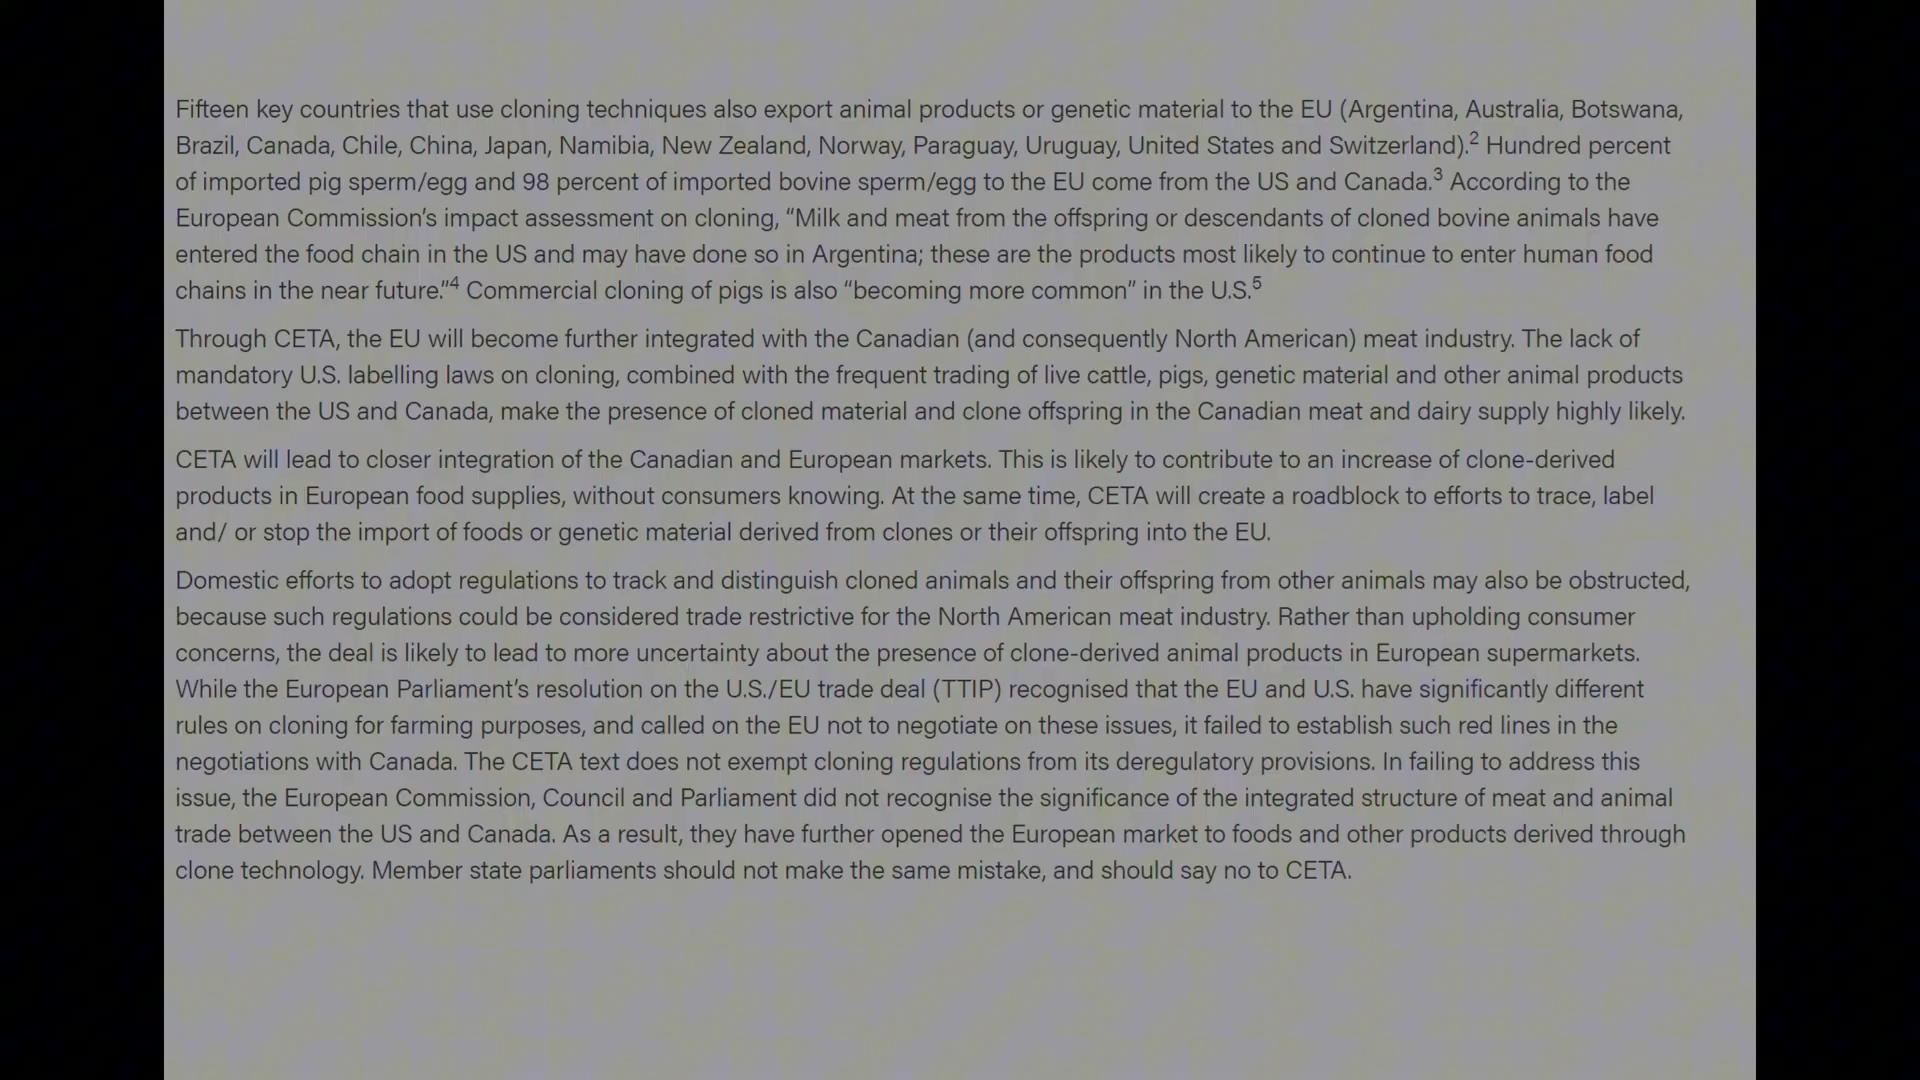 Fifteen key countries that use cloning techniques also export animal products or genetic material to the EU (Argentina, Australia, Botswana,
Brazil, Canada, Chile, China, Japan, Namibia, New Zealand, Norway, Paraguay, Uruguay, United States and Switzerland).2 Hundred percent
of imported pig sperm/egg and 98 percent of imported bovine sperm/egg to the EU come from the US and Canada.3 According to the
European Commission's impact assessment on cloning, “Milk and meat from the offspring or descendants of cloned bovine animals have
entered the food chain in the US and may have done so in Argentina; these are the products most likely to continue to enter human food
chains in the near future.”4 Commercial cloning of pigs is also “becoming more common” in the U.S.5
Through CETA, the EU will become further integrated with the Canadian (and consequently North American) meat industry. The lack of
mandatory U.S. labelling laws on cloning, combined with the frequent trading of live cattle, pigs, genetic material and other animal products
between the US and Canada, make the presence of cloned material and clone offspring in the Canadian meat and dairy supply highly likely.
CETA will lead to closer integration of the Canadian and European markets. This is likely to contribute to an increase of clone-derived
products in European food supplies, without consumers knowing. At the same time, CETA will create a roadblock to efforts to trace, label
and/ or stop the import of foods or genetic material derived from clones or their offspring into the EU.
Domestic efforts to adopt regulations to track and distinguish cloned animals and their offspring from other animals may also be obstructed,
because such regulations could be considered trade restrictive for the North American meat industry. Rather than upholding consumer
concerns, the deal is likely to lead to more uncertainty about the presence of clone-derived animal products in European supermarkets.
While the European Parliament's resolution on the U.S./EU trade deal (TTIP) recognised that the EU and U.S. have significantly different
rules on cloning for farming purposes, and called on the EU not to negotiate on these issues, it failed to establish such red lines in the
negotiations with Canada. The CETA text does not exempt cloning regulations from its deregulatory provisions. In failing to address this
issue, the European Commission, Council and Parliament did not recognise the significance of the integrated structure of meat and animal
trade between the US and Canada. As a result, they have further opened the European market to foods and other products derived through
clone technology. Member state parliaments should not make the same mistake, and should say no to CETA.